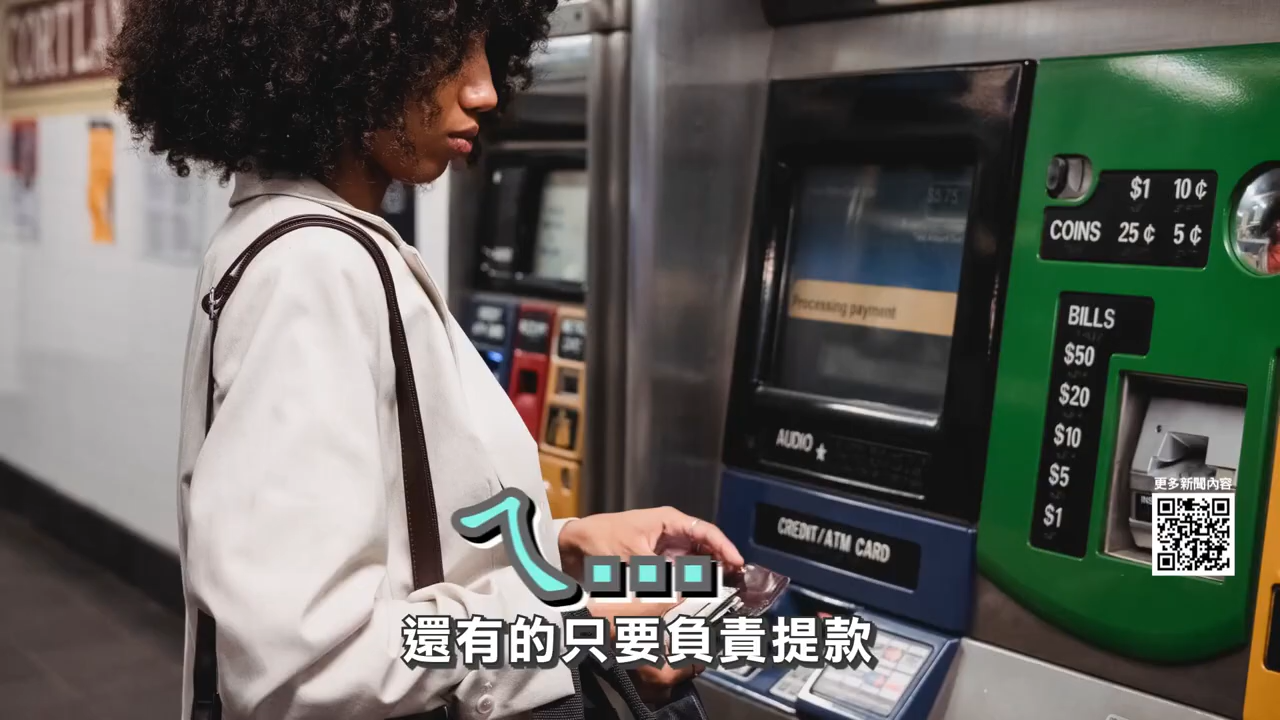 CORTLAN
$1 10¢
COINS 25¢ 5¢
BILLS
$50
$20
$10
$5
$1
Processing payment
AUDIO
CREDIT/ATM CARD
更多新聞內容
ㄟ...
還有的只要負責提款